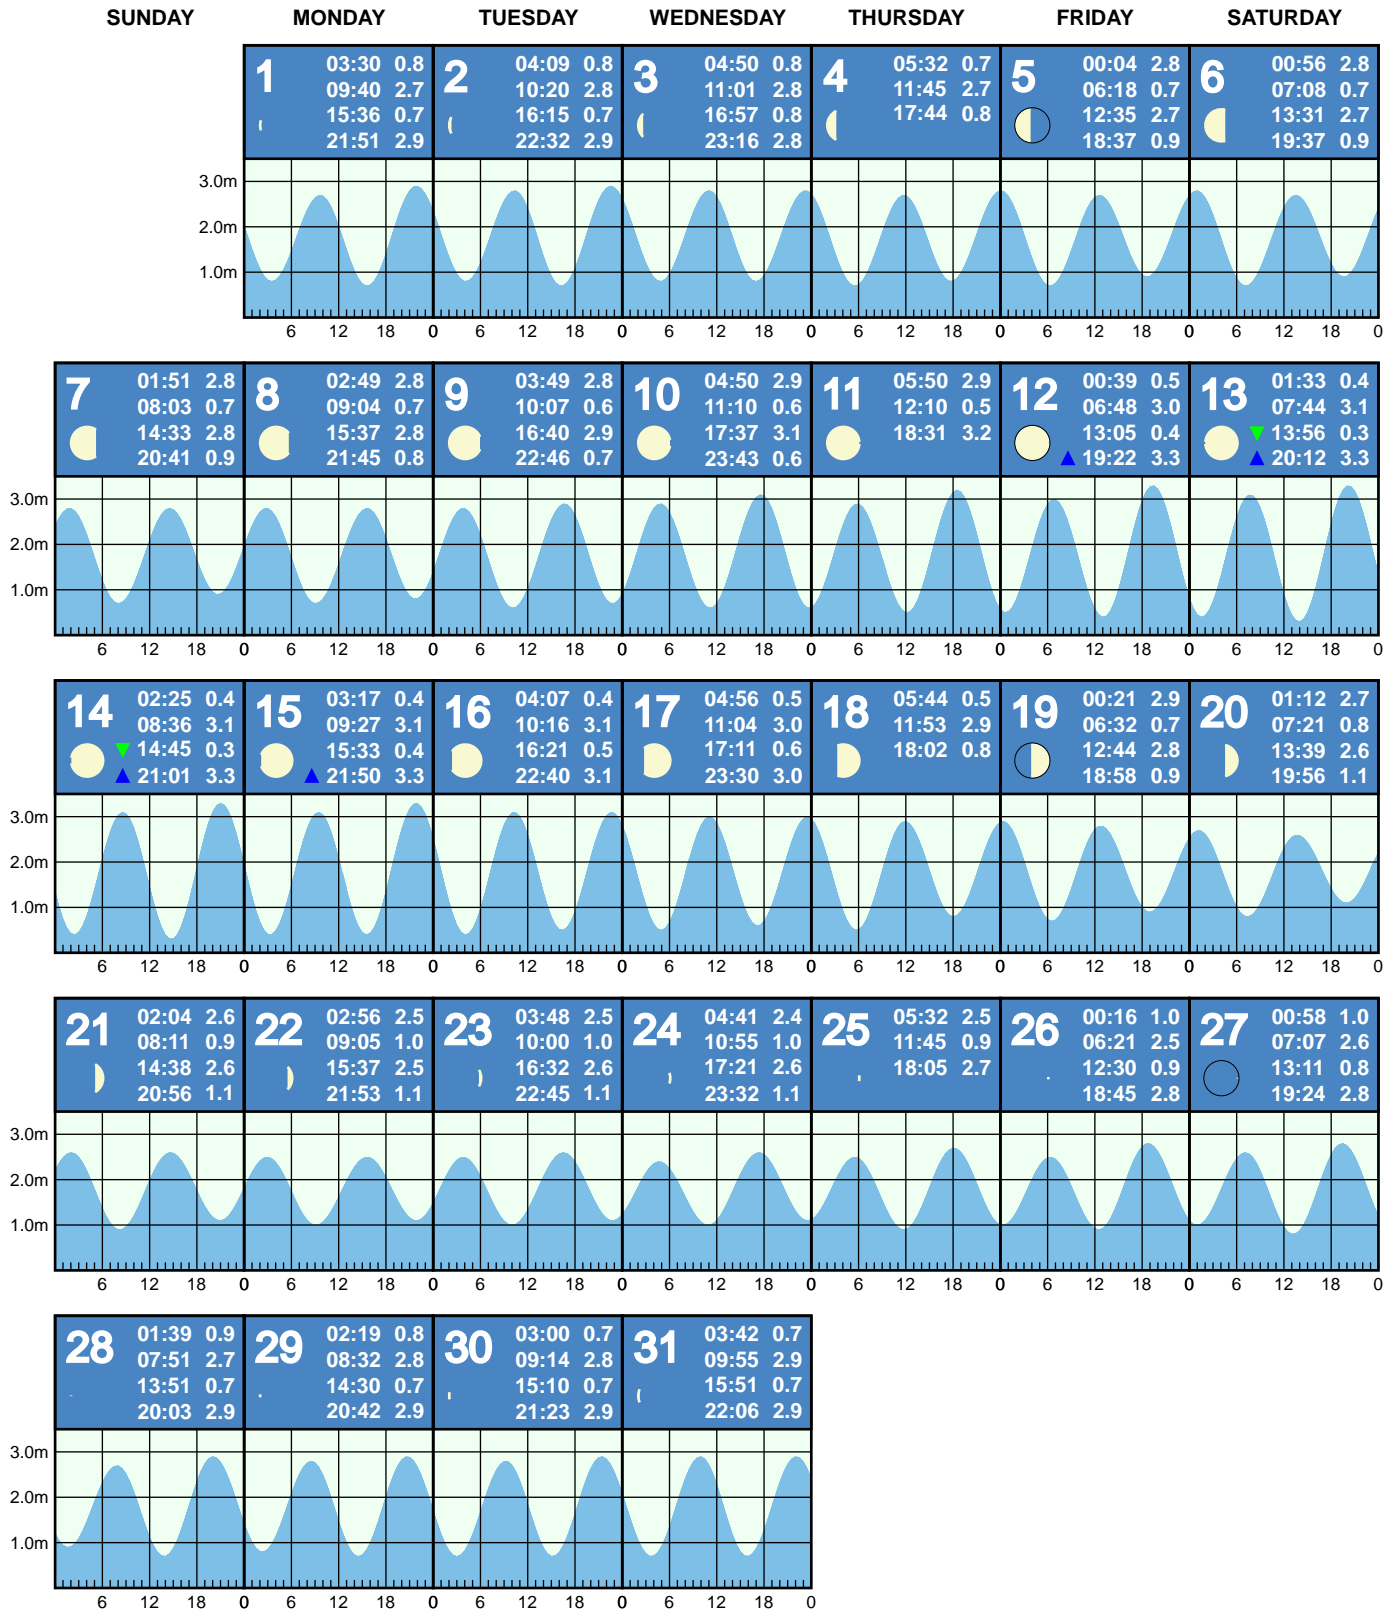 SUNDAY MONDAY TUESDAY WEDNESDAY THURSDAY FRIDAY SATURDAY
1 03:30 0.8 09:40 2.7 15:36 0.7 21:51 2.9
2 04:09 0.8 10:20 2.8 16:15 0.7 22:32 2.9
3 04:50 0.8 11:01 2.8 16:57 0.8 23:16 2.8
4 05:32 0.7 11:45 2.7 17:44 0.8
5 00:04 2.8 06:18 0.7 12:35 2.7 18:37 0.9
6 00:56 2.8 07:08 0.7 13:31 2.7 19:37 0.9
3.0m
2.0m
1.0m
6 12 18 0 6 12 18 0 6 12 18 0 6 12 18 0 6 12 18 0 6 12 18 0
7 01:51 2.8 08:03 0.7 14:33 2.8 20:41 0.9
8 02:49 2.8 09:04 0.7 15:37 2.8 21:45 0.8
9 03:49 2.8 10:07 0.6 16:40 2.9 22:46 0.7
10 04:50 2.9 11:10 0.6 17:37 3.1 23:43 0.6
11 05:50 2.9 12:10 0.5 18:31 3.2
12 00:39 0.5 06:48 3.0 13:05 0.4 19:22 3.3
13 01:33 0.4 07:44 3.1 13:56 0.3 20:12 3.3
3.0m
2.0m
1.0m
6 12 18 0 6 12 18 0 6 12 18 0 6 12 18 0 6 12 18 0 6 12 18 0 6 12 18 0
14 02:25 0.4 08:36 3.1 14:45 0.3 21:01 3.3
15 03:17 0.4 09:27 3.1 15:33 0.4 21:50 3.3
16 04:07 0.4 10:16 3.1 16:21 0.5 22:40 3.1
17 04:56 0.5 11:04 3.0 17:11 0.6 23:30 3.0
18 05:44 0.5 11:53 2.9 18:02 0.8
19 00:21 2.9 06:32 0.7 12:44 2.8 18:58 0.9
20 01:12 2.7 07:21 0.8 13:39 2.6 19:56 1.1
3.0m
2.0m
1.0m
6 12 18 0 6 12 18 0 6 12 18 0 6 12 18 0 6 12 18 0 6 12 18 0 6 12 18 0
21 02:04 2.6 08:11 0.9 14:38 2.6 20:56 1.1
22 02:56 2.5 09:05 1.0 15:37 2.5 21:53 1.1
23 03:48 2.5 10:00 1.0 16:32 2.6 22:45 1.1
24 04:41 2.4 10:55 1.0 17:21 2.6 23:32 1.1
25 05:32 2.5 11:45 0.9 18:05 2.7
26 00:16 1.0 06:21 2.5 12:30 0.9 18:45 2.8
27 00:58 1.0 07:07 2.6 13:11 0.8 19:24 2.8
3.0m
2.0m
1.0m
6 12 18 0 6 12 18 0 6 12 18 0 6 12 18 0 6 12 18 0 6 12 18 0 6 12 18 0
28 01:39 0.9 07:51 2.7 13:51 0.7 20:03 2.9
29 02:19 0.8 08:32 2.8 14:30 0.7 20:42 2.9
30 03:00 0.7 09:14 2.8 15:10 0.7 21:23 2.9
31 03:42 0.7 09:55 2.9 15:51 0.7 22:06 2.9
3.0m
2.0m
1.0m
6 12 18 0 6 12 18 0 6 12 18 0 6 12 18 0